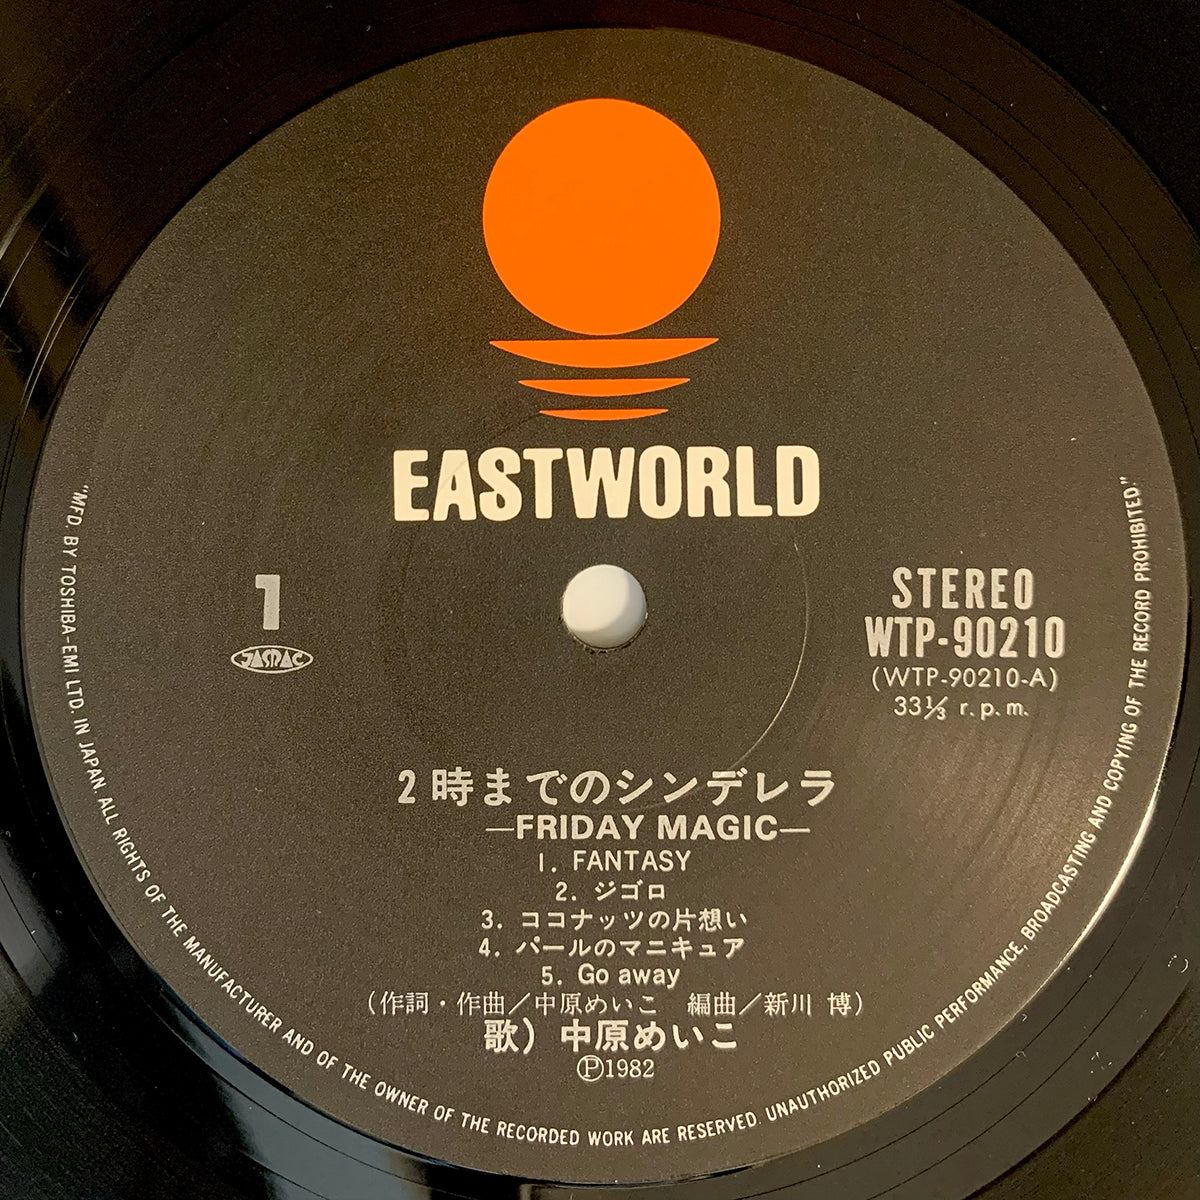 EASTWORLD
1
JASRAC
STEREO
WTP-90210
(WTP-90210-A)
33⅓ r.p.m.
2時までのシンデレラ
—FRIDAY MAGIC—
1. FANTASY
2. ジゴロ
3. ココナッツの片想い
4. パールのマニキュア
5. Go away
(作詞・作曲／中原めいこ　編曲／新川 博)
歌）中原めいこ
Ⓟ1982
"MFD. BY TOSHIBA-EMI LTD. IN JAPAN ALL RIGHTS OF THE MANUFACTURER AND OF THE OWNER OF THE RECORDED WORK ARE RESERVED. UNAUTHORIZED PUBLIC PERFORMANCE, BROADCASTING AND COPYING OF THE RECORD PROHIBITED."